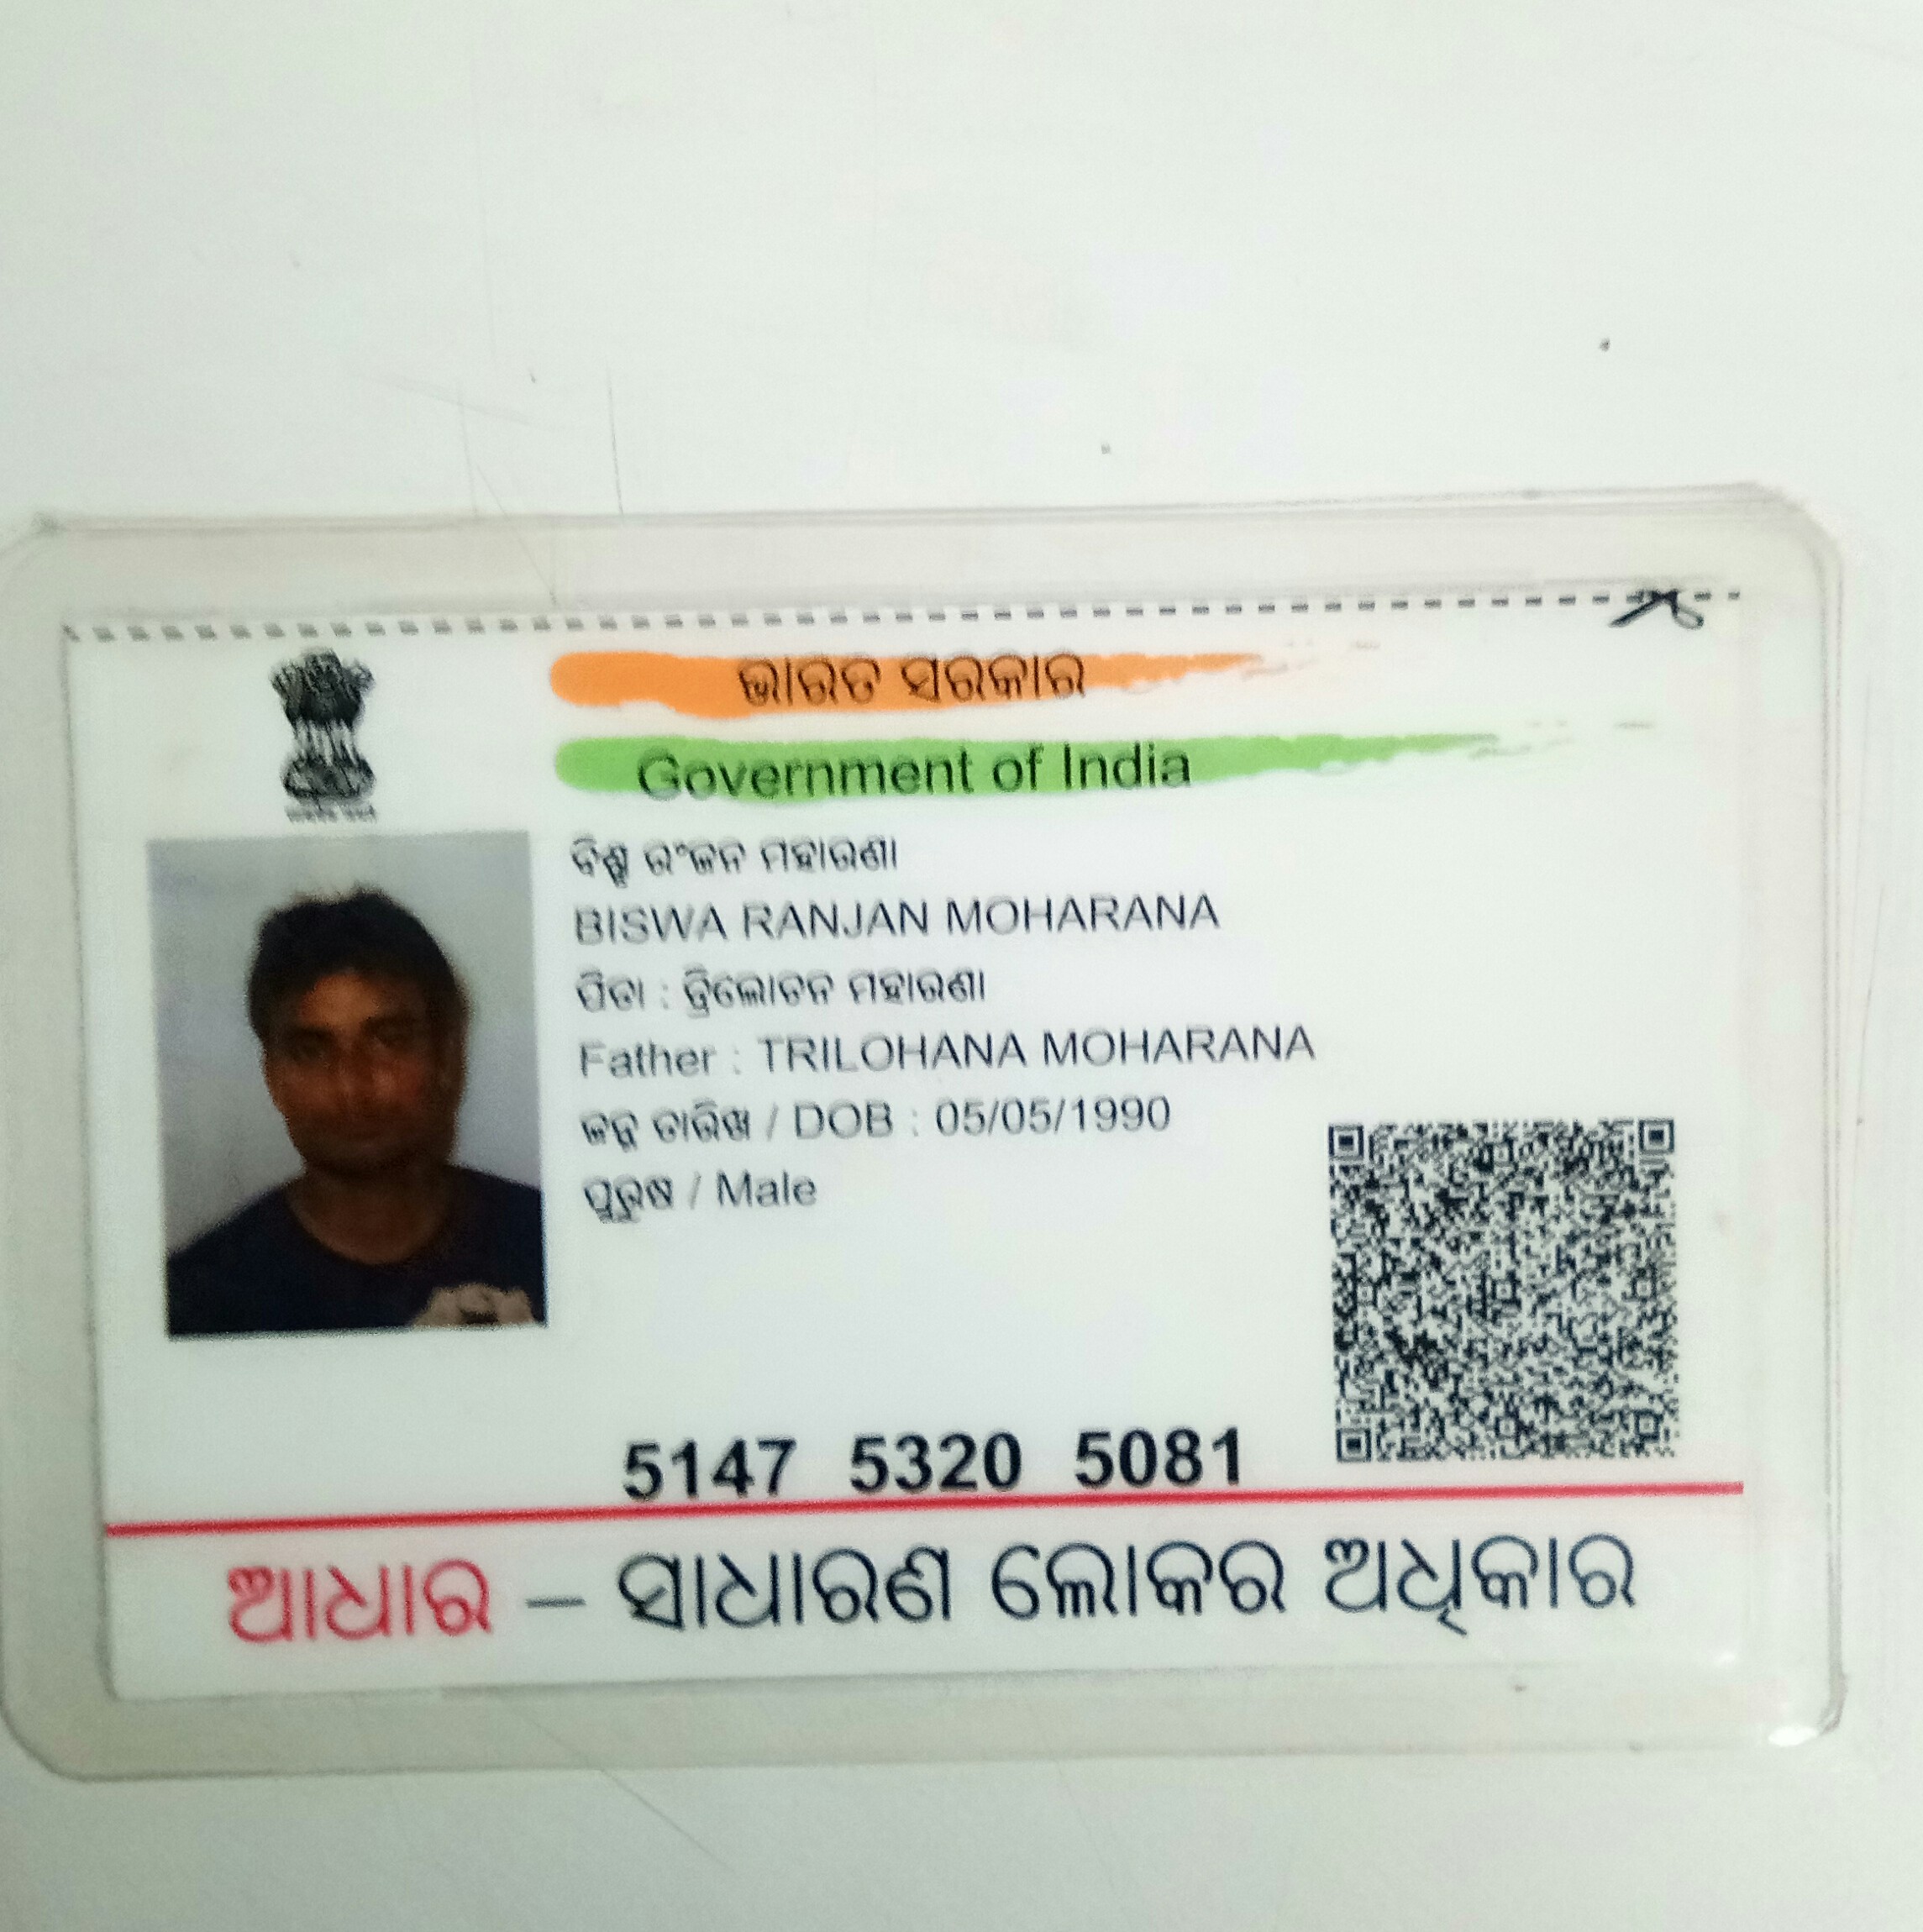 ଭାରତ ସରକାର
Government of India
ବିଶ୍ବ ରଂଜନ ମହାରଣା
BISWA RANJAN MOHARANA
ପିତା : ତ୍ରିଲୋଚନ ମହାରଣା
Father : TRILOHANA MOHARANA
ଜନ୍ମ ତାରିଖ / DOB : 05/05/1990
ପୁରୁଷ / Male
5147 5320 5081
ଆଧାର – ସାଧାରଣ ଲୋକର ଅଧିକାର